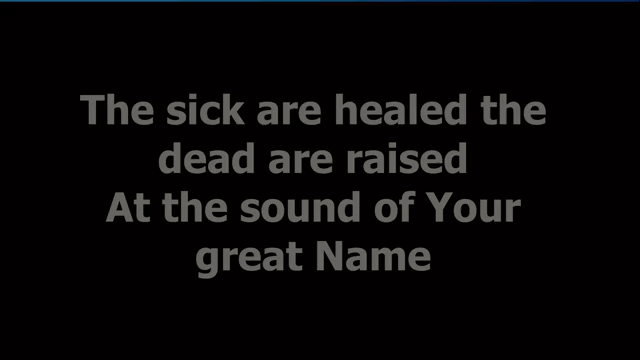 The sick are healed the
dead are raised
At the sound of Your
great Name